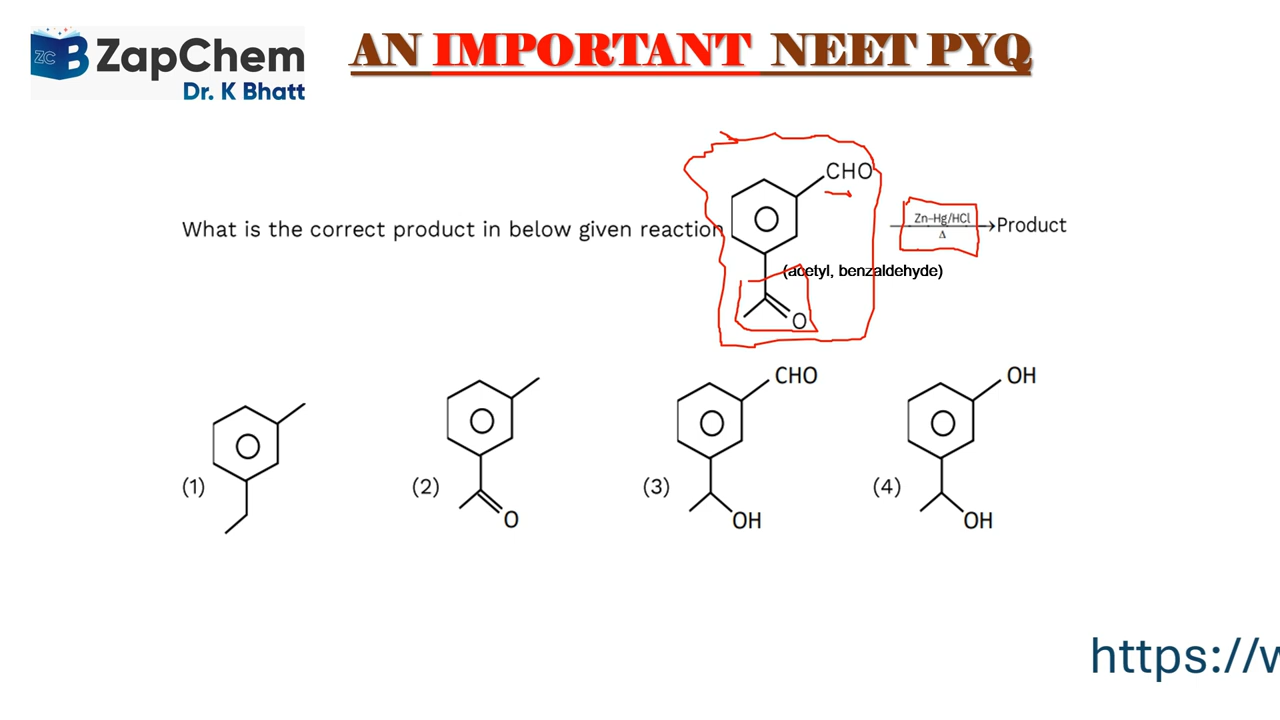 ZC B ZapChem
Dr. K Bhatt
AN IMPORTANT NEET PYQ
CHO
What is the correct product in below given reaction
Zn–Hg/HCl
Δ
Product
(acetyl, benzaldehyde)
O
(1)
(2)
O
(3)
CHO
OH
(4)
OH
OH
https://w